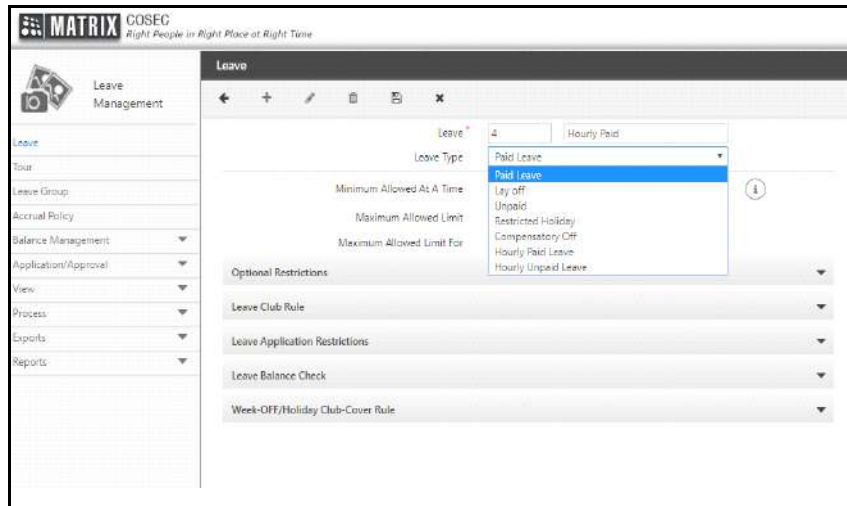 MATRIX COSEC
Right People in Right Place at Right Time
Leave Management
Leave
Tour
Leave Group
Accrual Policy
Balance Management
Application/Approval
View
Process
Exports
Reports
Leave
Leave * 4 Hourly Paid
Leave Type Paid Leave
Paid Leave
Lay off
Unpaid
Restricted Holiday
Compensatory Off
Hourly Paid Leave
Hourly Unpaid Leave
Minimum Allowed At A Time
Maximum Allowed Limit
Maximum Allowed Limit For
Optional Restrictions
Leave Club Rule
Leave Application Restrictions
Leave Balance Check
Week-OFF/Holiday Club-Cover Rule